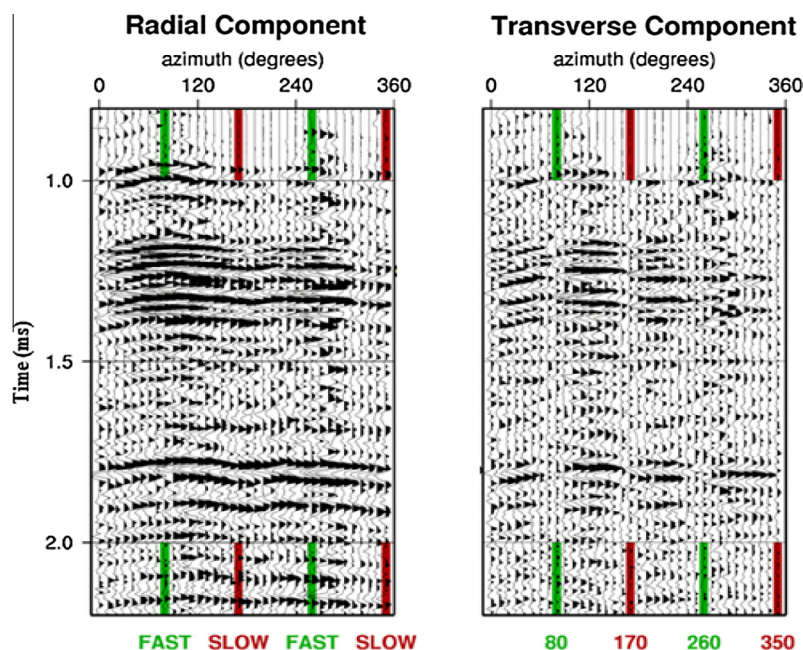 Radial Component
Transverse Component
azimuth (degrees)
azimuth (degrees)
0 120 240 360
0 120 240 360
1.0
1.5
2.0
Time (ms)
FAST SLOW FAST SLOW
80 170 260 350